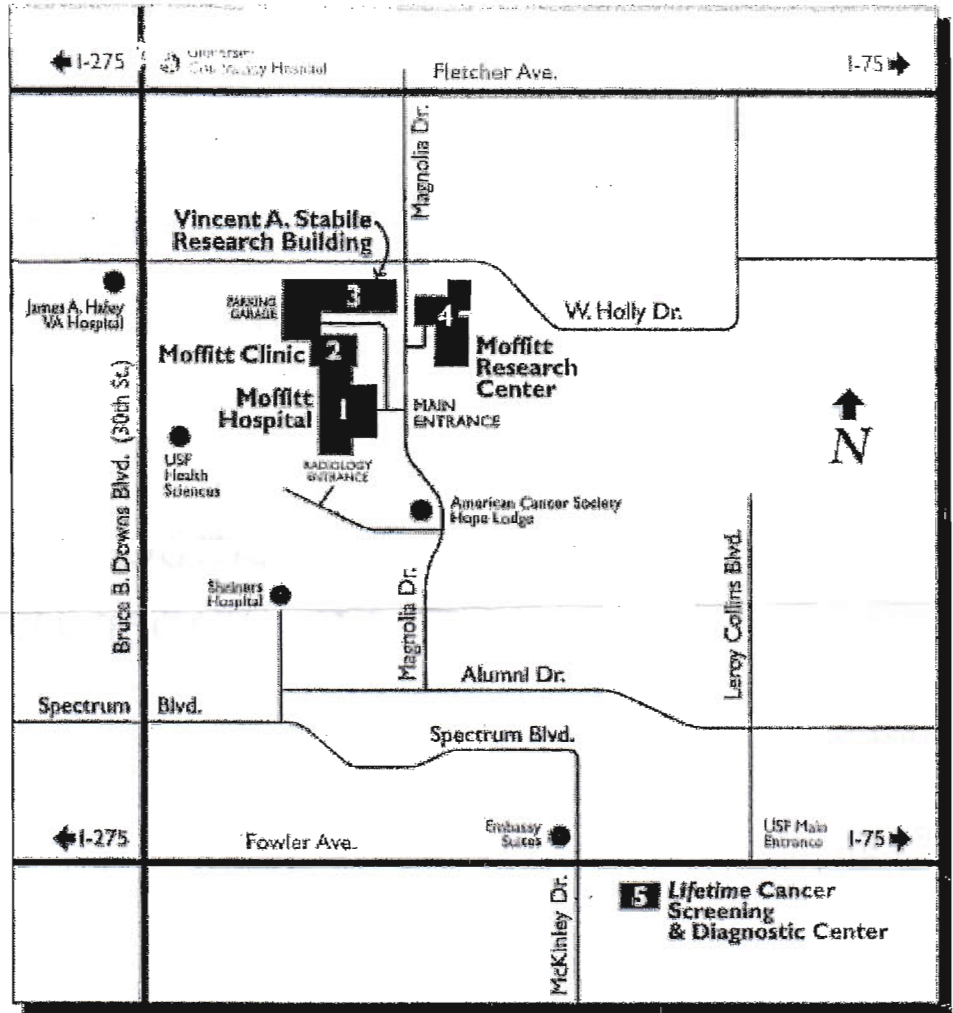 I-275
Hospital
Fletcher Ave.
I-75
Magnolia Dr.
Vincent A. Stabile
Research Building
James A. Haley
VA Hospital
PARKING
GARAGE
3
4
W. Holly Dr.
Moffitt Clinic
2
Moffitt
Research
Center
Moffitt
Hospital
1
MAIN
ENTRANCE
N
USF
Health
Sciences
RADIOLOGY
ENTRANCE
American Cancer Society
Hope Lodge
Bruce B. Downs Blvd. (30th St.)
Shriners
Hospital
Magnolia Dr.
Leroy Collins Blvd.
Alumni Dr.
Spectrum Blvd.
Spectrum Blvd.
I-275
Fowler Ave.
Embassy
Suites
USF Main
Entrance
I-75
McKinley Dr.
5
Lifetime Cancer
Screening
& Diagnostic Center